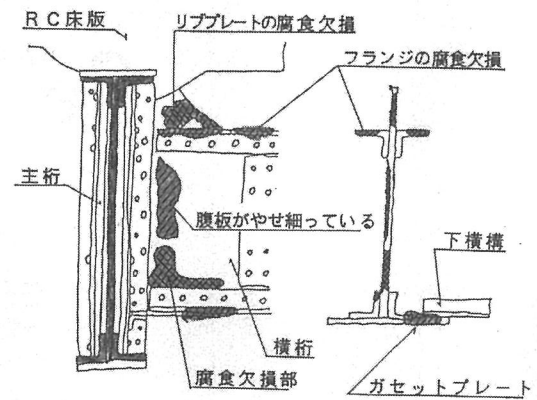 RC床版
リブプレートの腐食欠損
フランジの腐食欠損
主桁
腹板がやせ細っている
下横構
横桁
腐食欠損部
ガセットプレート